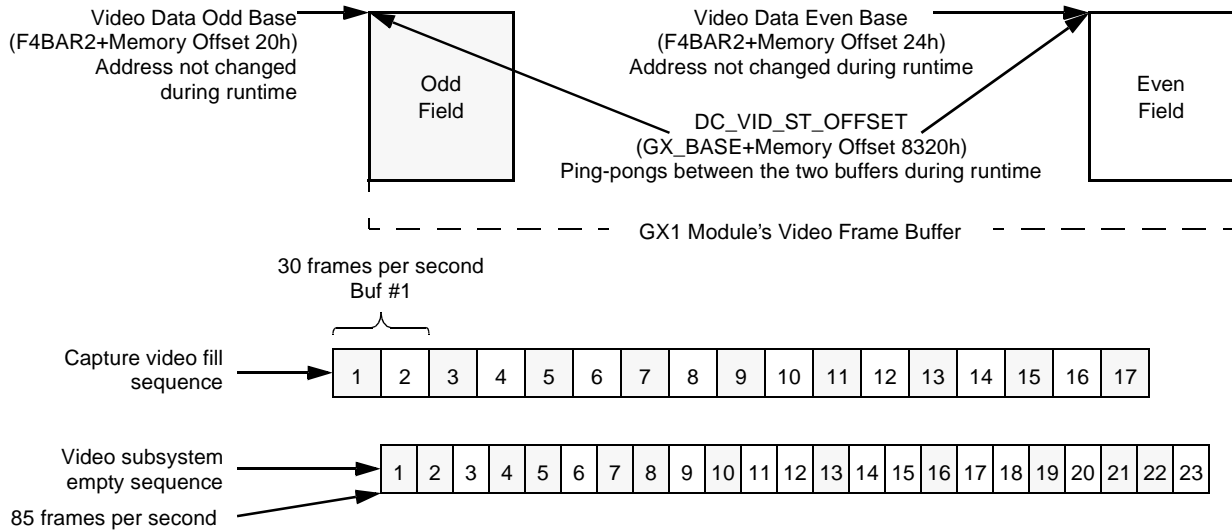 Video Data Odd Base
(F4BAR2+Memory Offset 20h)
Address not changed
during runtime
Odd
Field
Video Data Even Base
(F4BAR2+Memory Offset 24h)
Address not changed during runtime
Even
Field
DC_VID_ST_OFFSET
(GX_BASE+Memory Offset 8320h)
Ping-pongs between the two buffers during runtime
GX1 Module's Video Frame Buffer
30 frames per second
Buf #1
Capture video fill
sequence
1 2 3 4 5 6 7 8 9 10 11 12 13 14 15 16 17
Video subsystem
empty sequence
1 2 3 4 5 6 7 8 9 10 11 12 13 14 15 16 17 18 19 20 21 22 23
85 frames per second